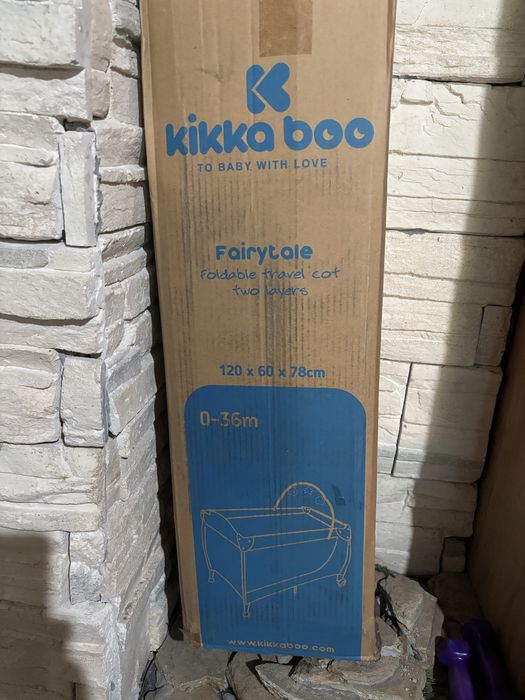 kikka boo
TO BABY WITH LOVE
Fairytale
Foldable travel cot
two layers
120 x 60 x 78cm
0-36m
www.kikkaboo.com